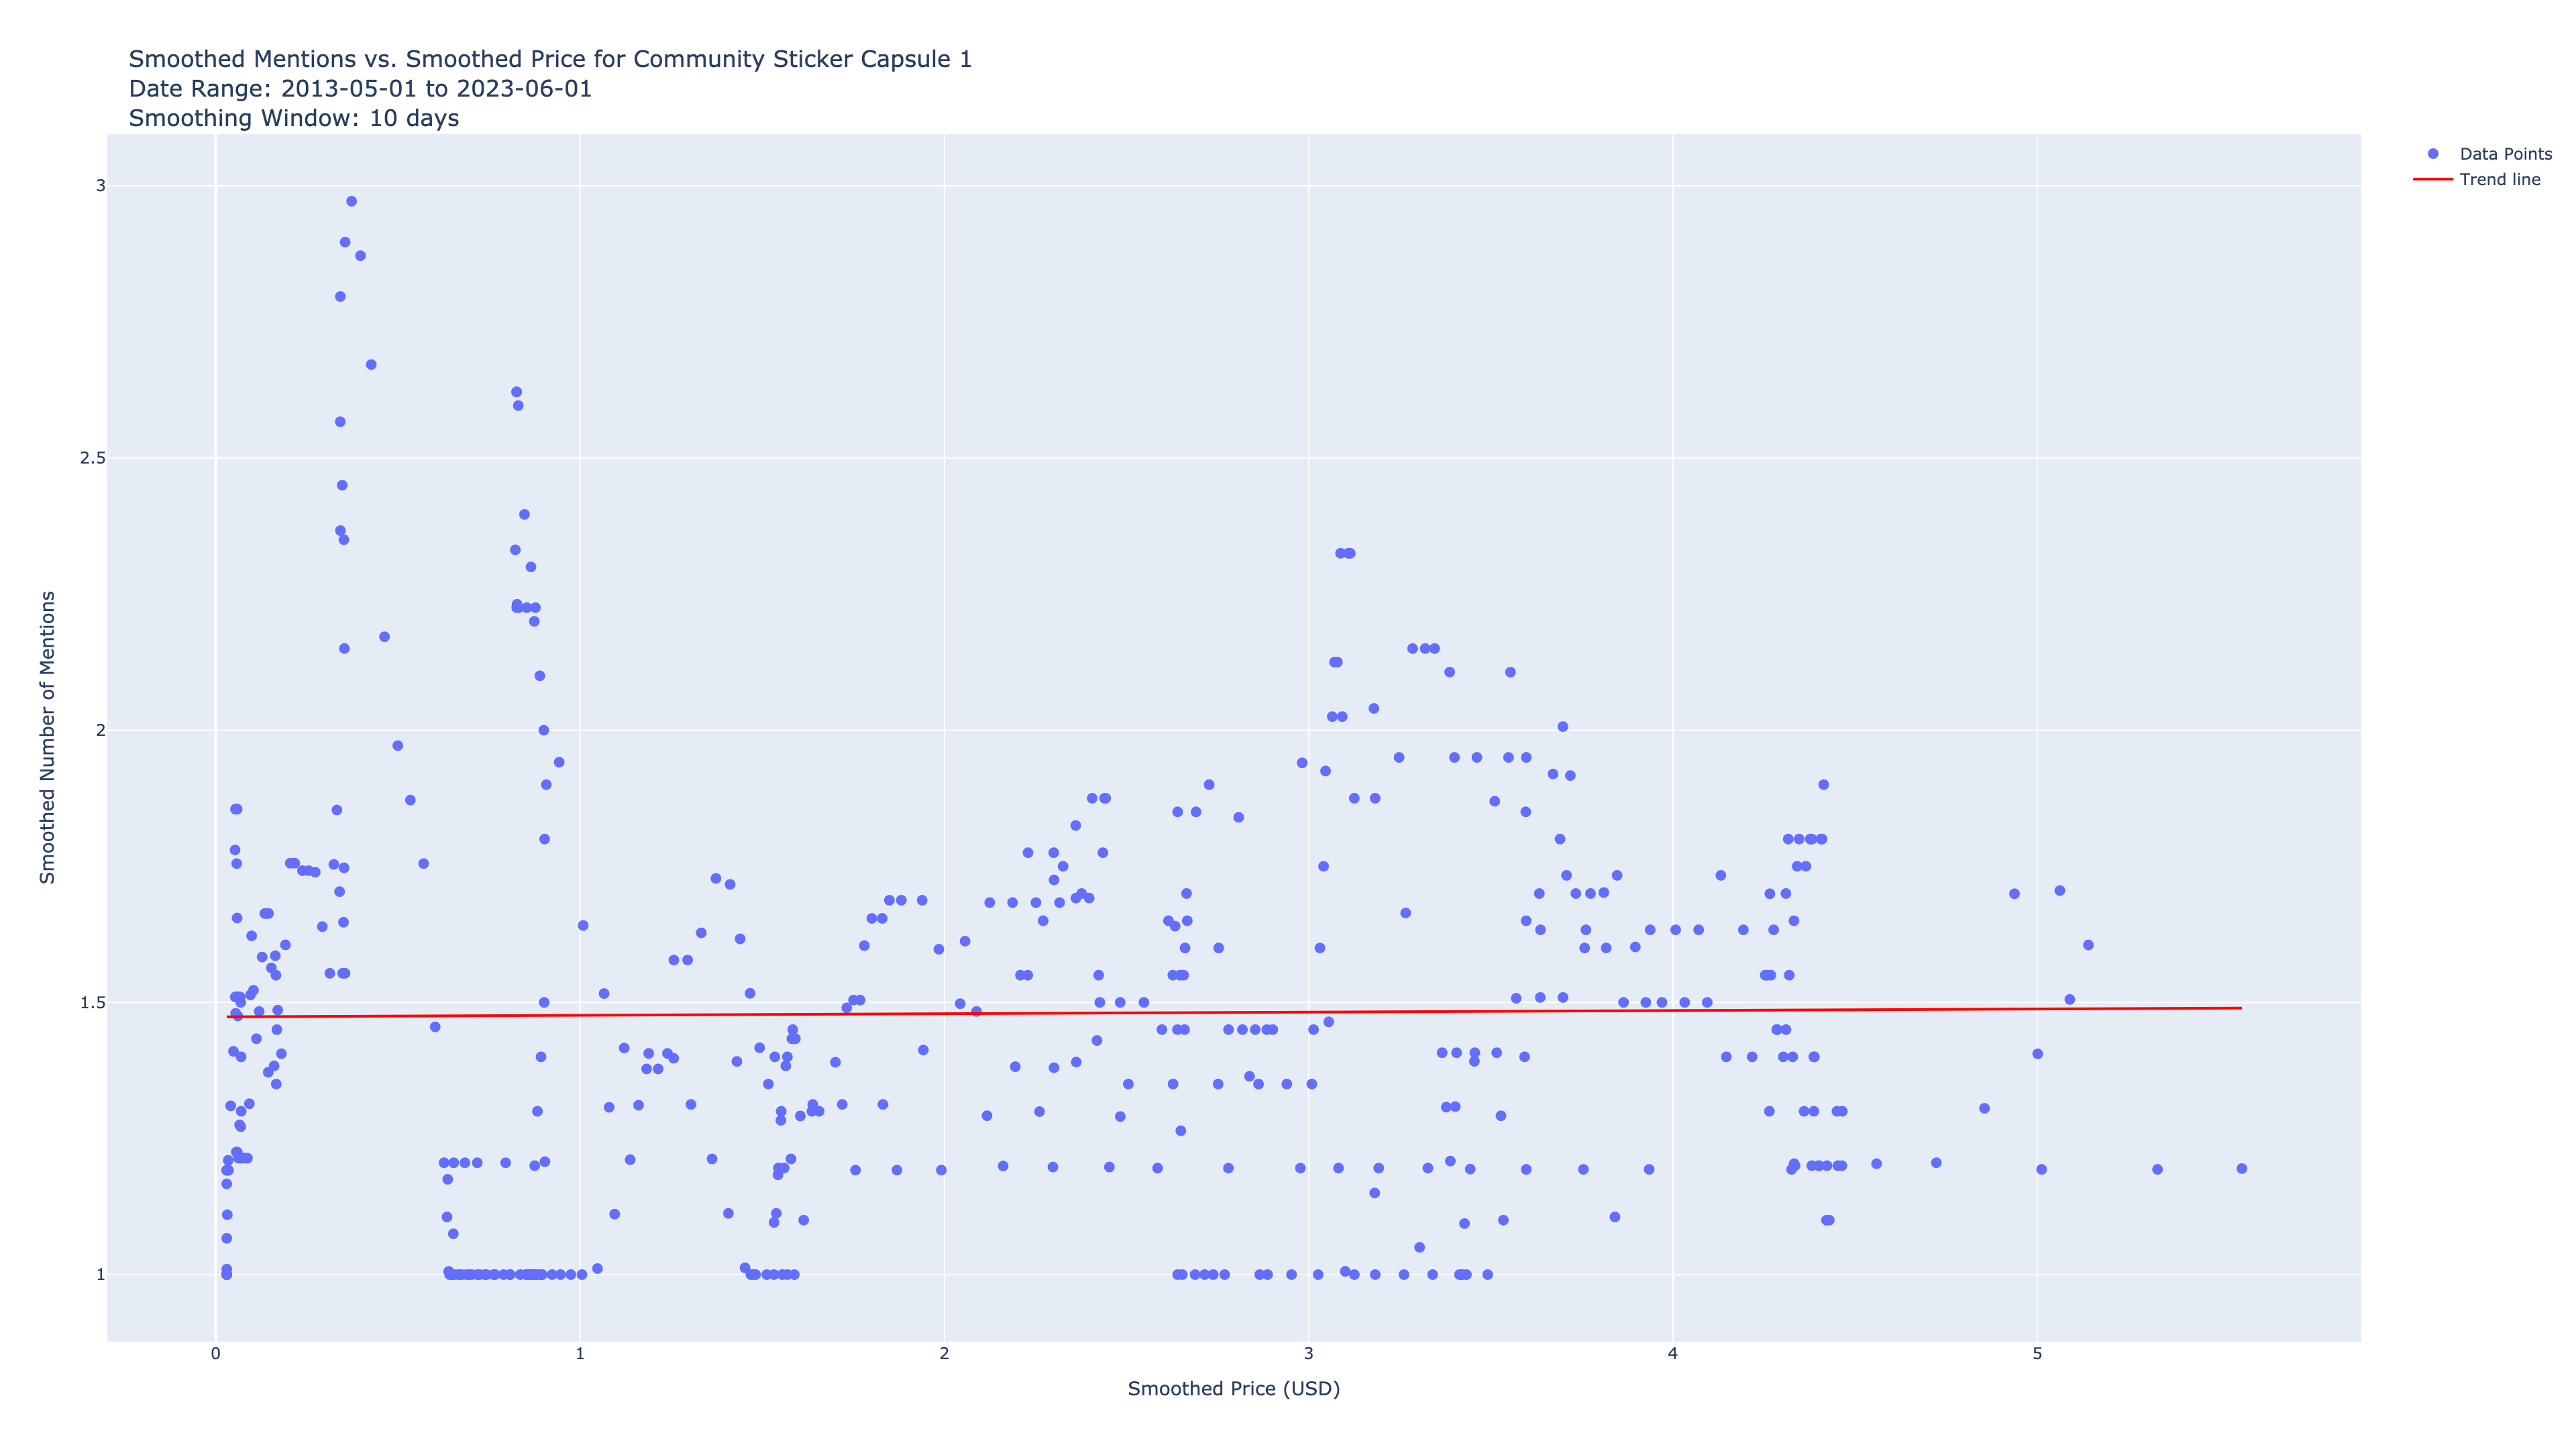 Smoothed Mentions vs. Smoothed Price for Community Sticker Capsule 1
Date Range: 2013-05-01 to 2023-06-01
Smoothing Window: 10 days
Data Points
Trend line
3
2.5
2
1.5
1
Smoothed Number of Mentions
0
1
2
3
4
5
Smoothed Price (USD)